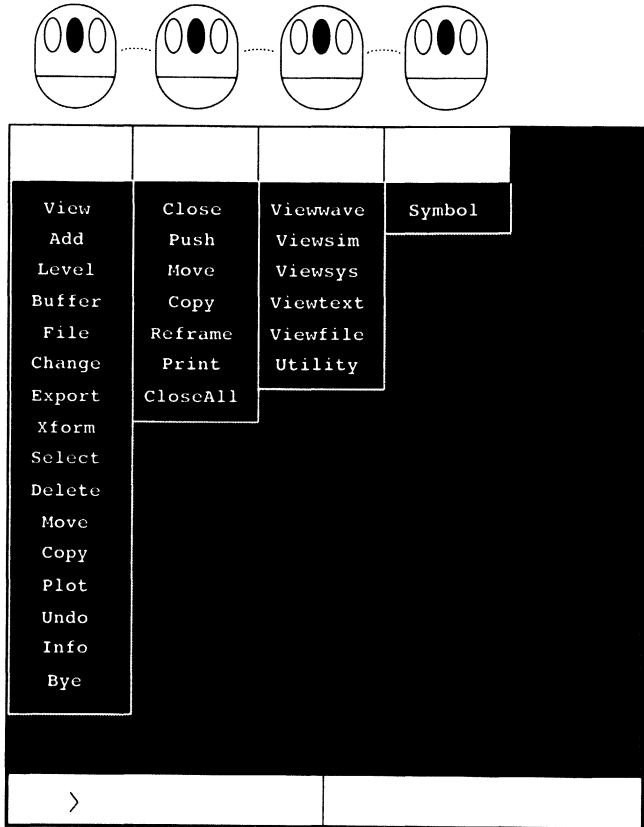 View
Add
Level
Buffer
File
Change
Export
Xform
Select
Delete
Move
Copy
Plot
Undo
Info
Bye
Close
Push
Move
Copy
Reframe
Print
CloseAll
Viewwave
Viewsim
Viewsys
Viewtext
Viewfile
Utility
Symbol
>